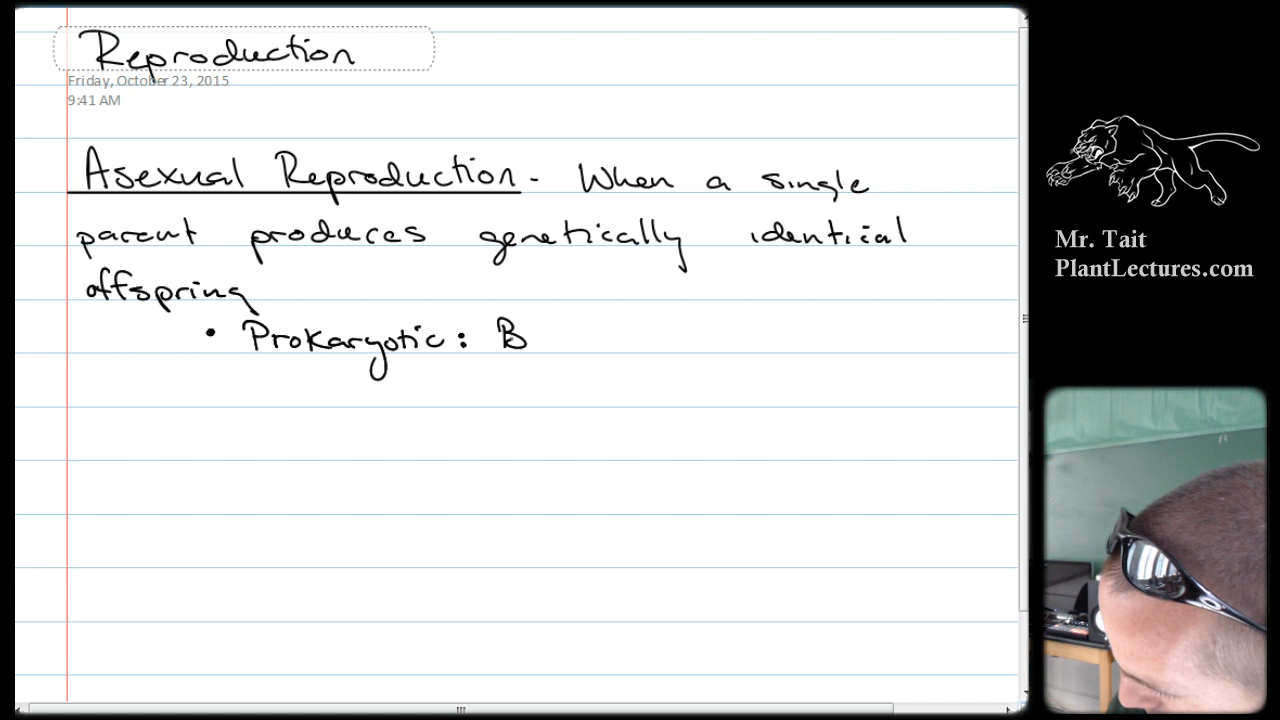 Reproduction
Friday, October 23, 2015
9:41 AM
Asexual Reproduction - When a single
parent produces genetically identical
offspring
• Prokaryotic: B
Mr. Tait
PlantLectures.com